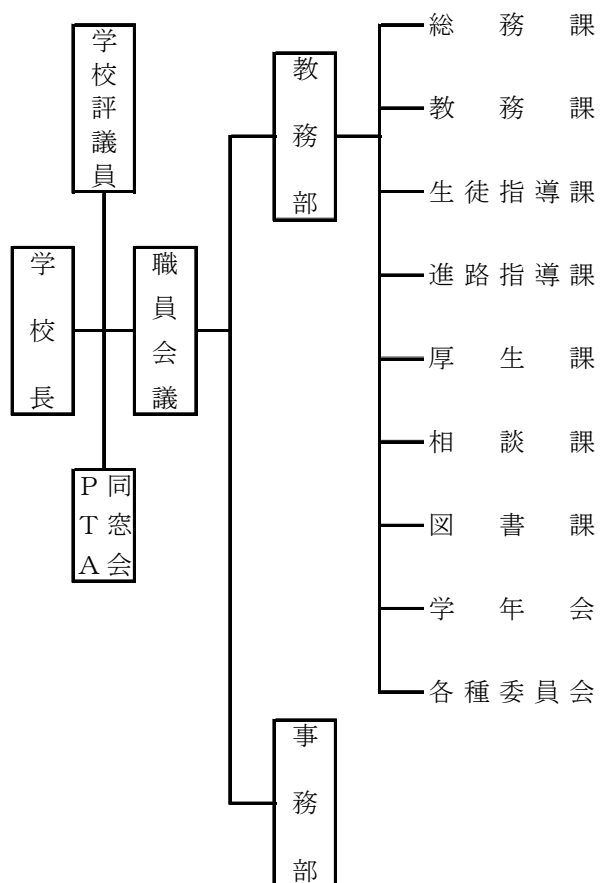 学校評議員
学校長
職員会議
同窓会
PTA
教務部
事務部
総務課
教務課
生徒指導課
進路指導課
厚生課
相談課
図書課
学年会
各種委員会